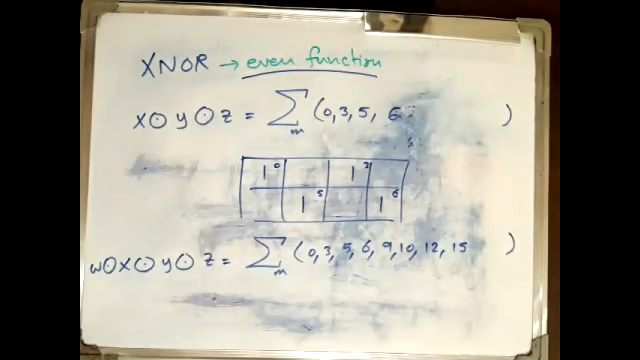 XNOR → even function
x⊙y⊙z = Σm (0,3,5,6 )
1 0 1 3
1 5 1 6
w⊙x⊙y⊙z = Σm (0,3,5,6,9,10,12,15 )